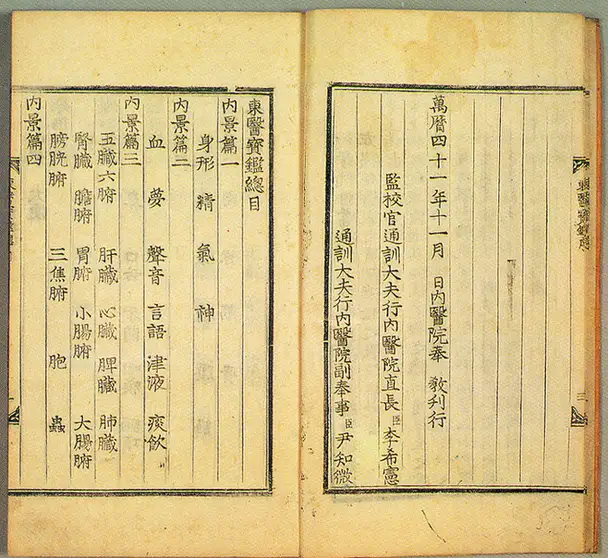 萬曆四十一年十一月 日內醫院奉 敎刊行
監校官通訓大夫行內醫院直長臣李希憲
通訓大夫行內醫院副奉事臣尹知微
東醫寶鑑總目
內景篇一
身形 精 氣 神
內景篇二
血 夢 聲音 言語 津液 痰飮
內景篇三
五臟六腑 肝臟 心臟 脾臟 肺臟
腎臟 膽腑 胃腑 小腸腑 大腸腑
膀胱腑 三焦腑 胞 蟲
內景篇四